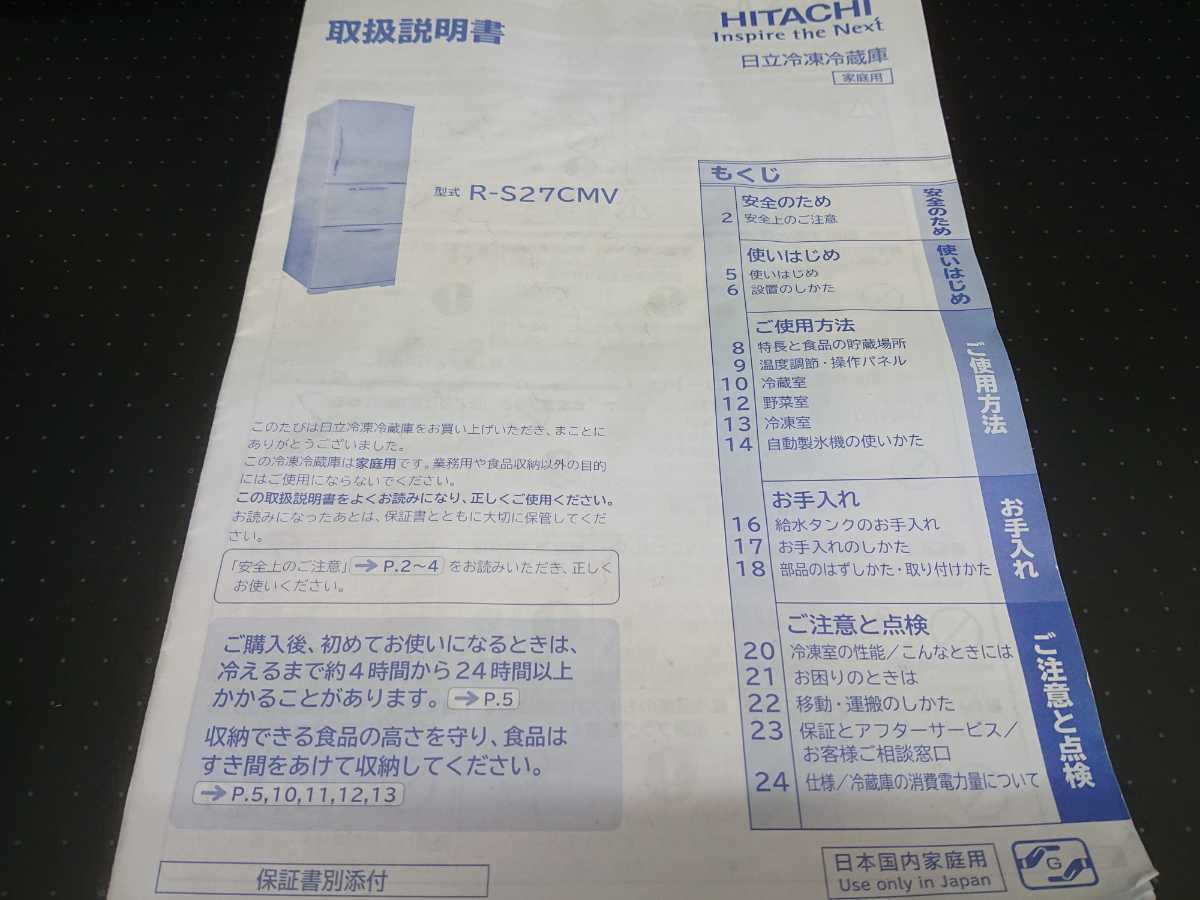 取扱説明書
HITACHI
Inspire the Next
日立冷凍冷蔵庫
家庭用
型式 R-S27CMV
このたびは日立冷凍冷蔵庫をお買い上げいただき、まことに
ありがとうございました。
この冷凍冷蔵庫は家庭用です。業務用や食品収納以外の目的
にはご使用にならないでください。
この取扱説明書をよくお読みになり、正しくご使用ください。
お読みになったあとは、保証書とともに大切に保管してくだ
さい。
「安全上のご注意」→P.2～4 をお読みいただき、正しく
お使いください。
ご購入後、初めてお使いになるときは、
冷えるまで約4時間から24時間以上
かかることがあります。→P.5
収納できる食品の高さを守り、食品は
すき間をあけて収納してください。
→P.5,10,11,12,13
保証書別添付
もくじ
安全のため
2 安全上のご注意
安全のため
使いはじめ
5 使いはじめ
6 設置のしかた
使いはじめ
ご使用方法
8 特長と食品の貯蔵場所
9 温度調節・操作パネル
10 冷蔵室
12 野菜室
13 冷凍室
14 自動製氷機の使いかた
ご使用方法
お手入れ
16 給水タンクのお手入れ
17 お手入れのしかた
18 部品のはずしかた・取り付けかた
お手入れ
ご注意と点検
20 冷凍室の性能／こんなときには
21 お困りのときは
22 移動・運搬のしかた
23 保証とアフターサービス／
お客様ご相談窓口
24 仕様／冷蔵庫の消費電力量について
ご注意と点検
日本国内家庭用
Use only in Japan
G